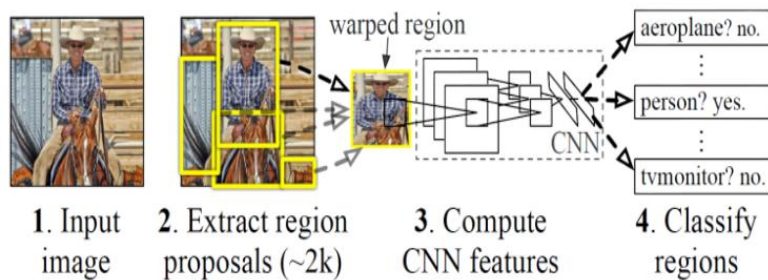 warped region
aeroplane? no.
⋮
person? yes.
CNN
⋮
tvmonitor? no.
1. Input
image
2. Extract region
proposals (~2k)
3. Compute
CNN features
4. Classify
regions